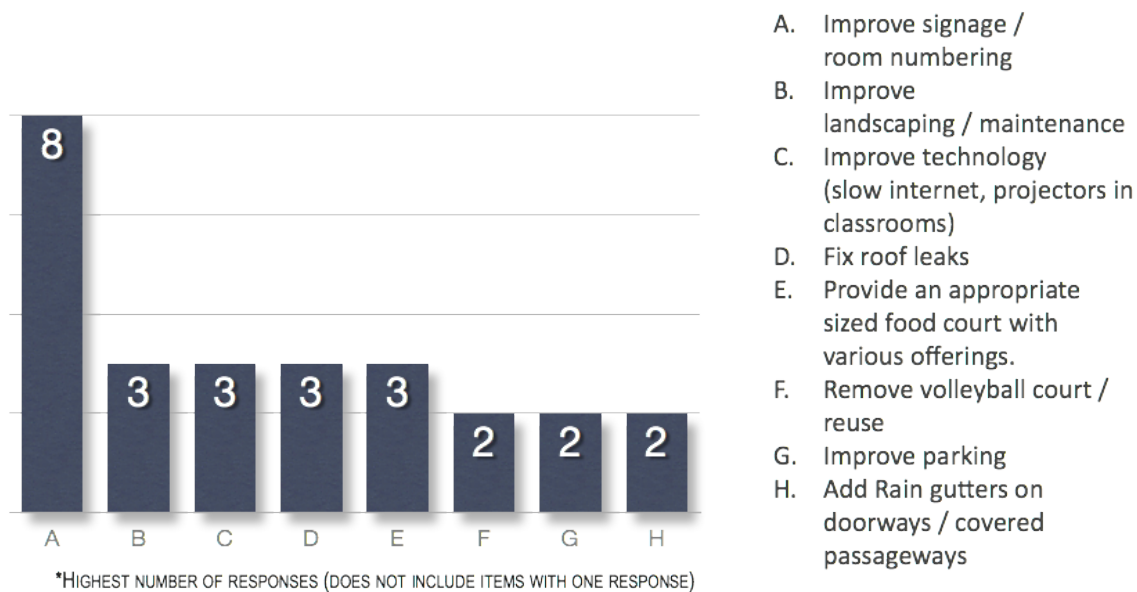 8
3
3
3
3
2
2
2
A
B
C
D
E
F
G
H
*HIGHEST NUMBER OF RESPONSES (DOES NOT INCLUDE ITEMS WITH ONE RESPONSE)
A. Improve signage /
room numbering
B. Improve
landscaping / maintenance
C. Improve technology
(slow internet, projectors in
classrooms)
D. Fix roof leaks
E. Provide an appropriate
sized food court with
various offerings.
F. Remove volleyball court /
reuse
G. Improve parking
H. Add Rain gutters on
doorways / covered
passageways